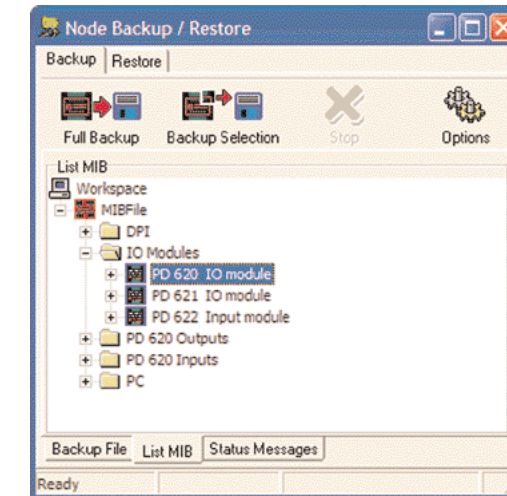 Node Backup / Restore
Backup Restore
Full Backup Backup Selection Stop Options
List MIB
Workspace
MIBFile
DPI
IO Modules
PD 620 IO module
PD 621 IO module
PD 622 Input module
PD 620 Outputs
PD 620 Inputs
PC
Backup File List MIB Status Messages
Ready